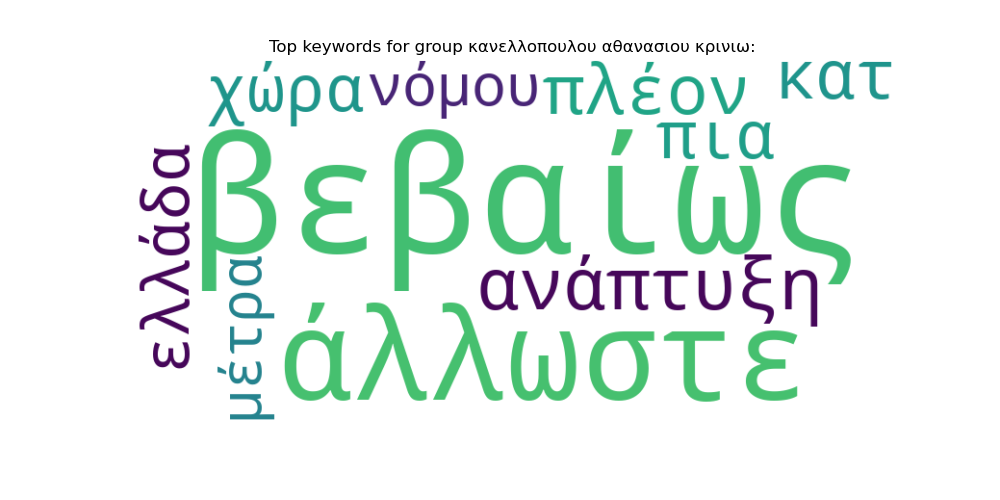 Top keywords for group κανελλοπουλου αθανασιου κρινιω:
χώρα νόμου πλέον κατ
πια
βεβαίως
ελλάδα
ανάπτυξη
μέτρα
άλλωστε